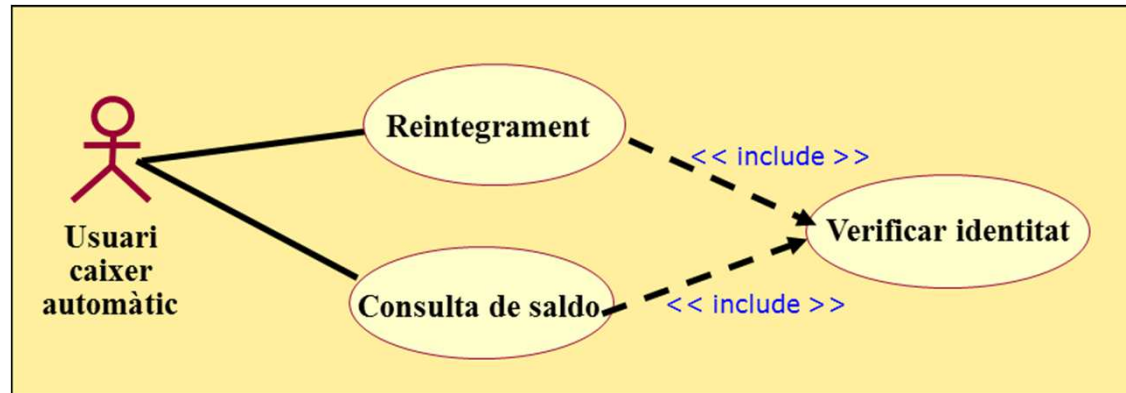 Reintegrament
<< include >>
Verificar identitat
Usuari
caixer
automàtic
Consulta de saldo
<< include >>